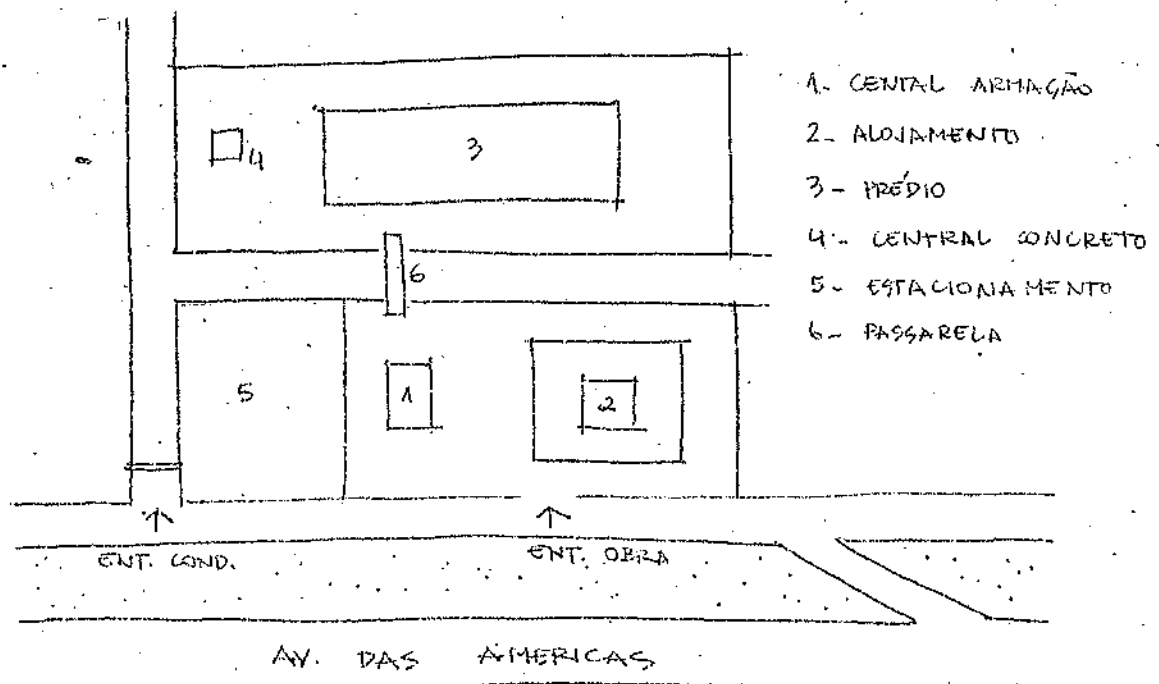 1- CENTAL ARMAÇÃO
2- ALOJAMENTO
3- PRÉDIO
4- CENTRAL CONCRETO
5- ESTACIONAMENTO
6- PASSARELA
4
3
6
5
1
2
ENT. COND.
ENT. OBRA
AV. DAS AMERICAS